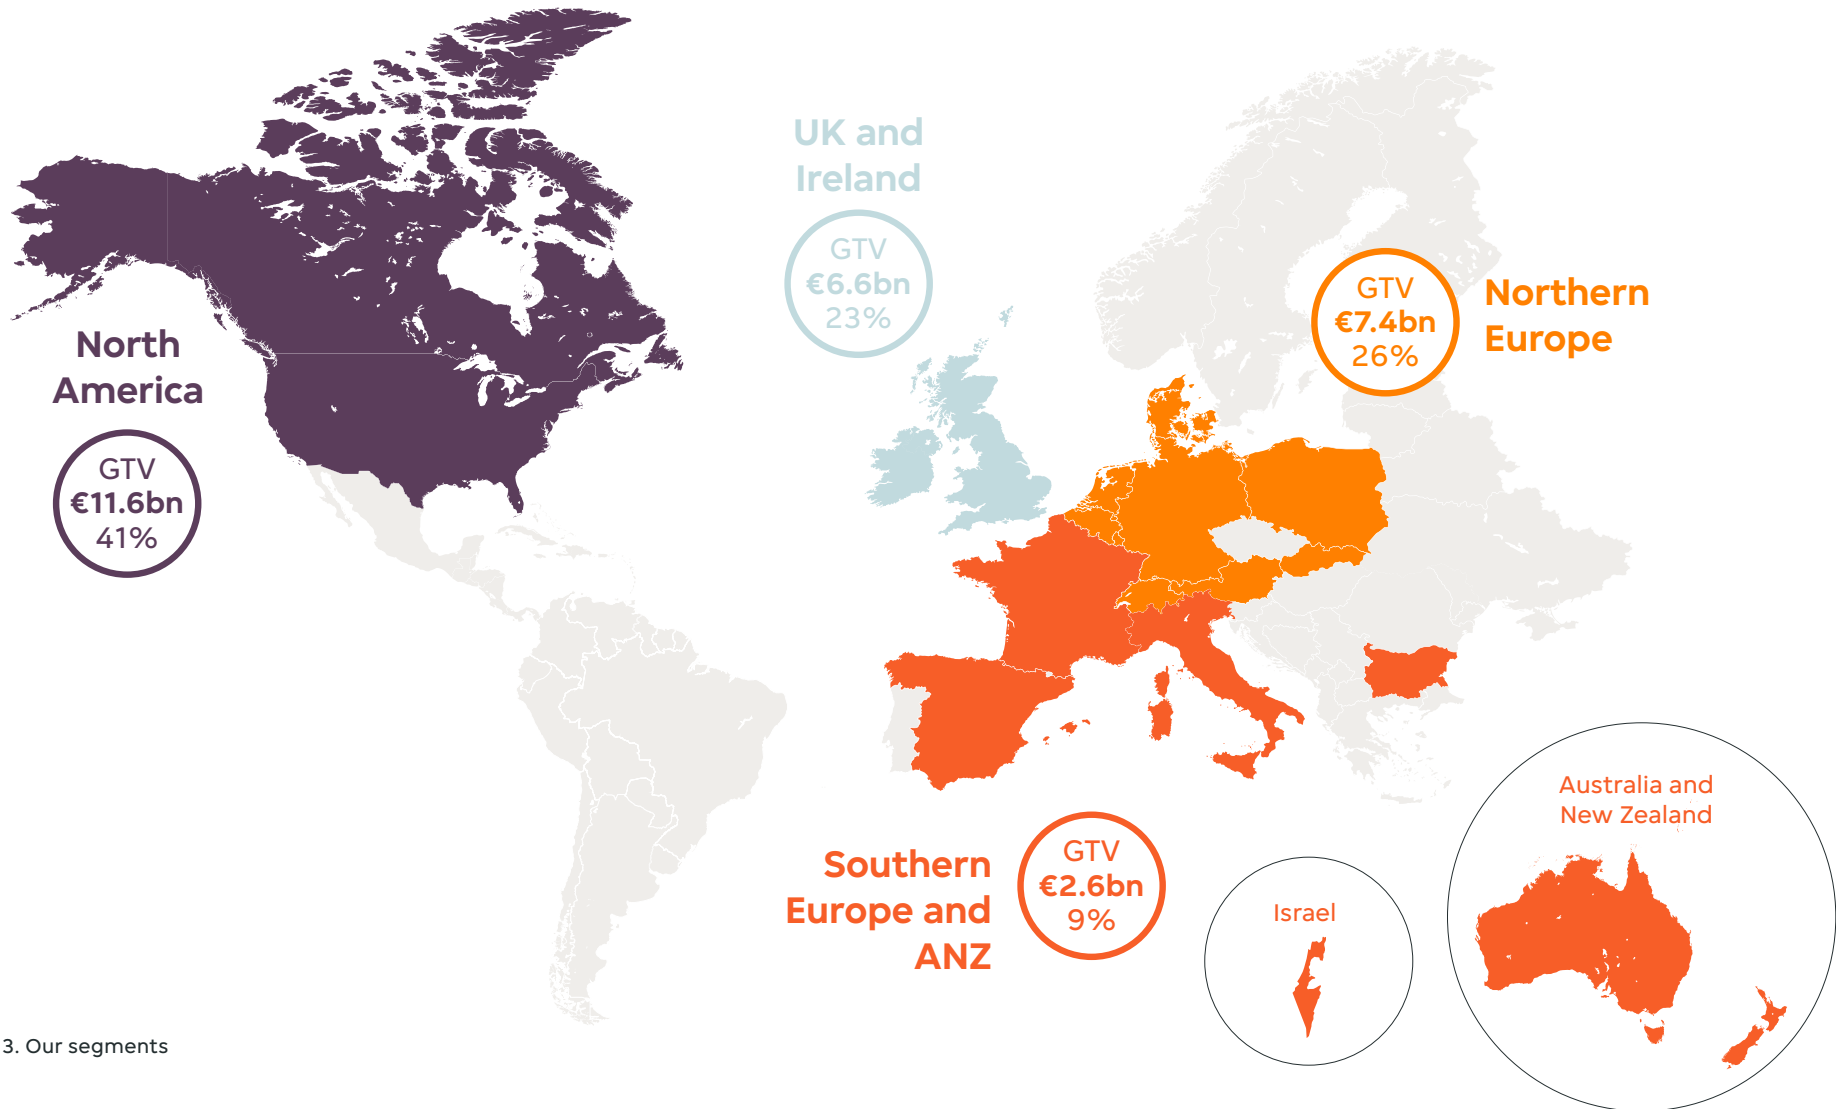 North
America
GTV
€11.6bn
41%
UK and
Ireland
GTV
€6.6bn
23%
GTV
€7.4bn
26%
Northern
Europe
Southern
Europe and
ANZ
GTV
€2.6bn
9%
Israel
Australia and
New Zealand
3. Our segments